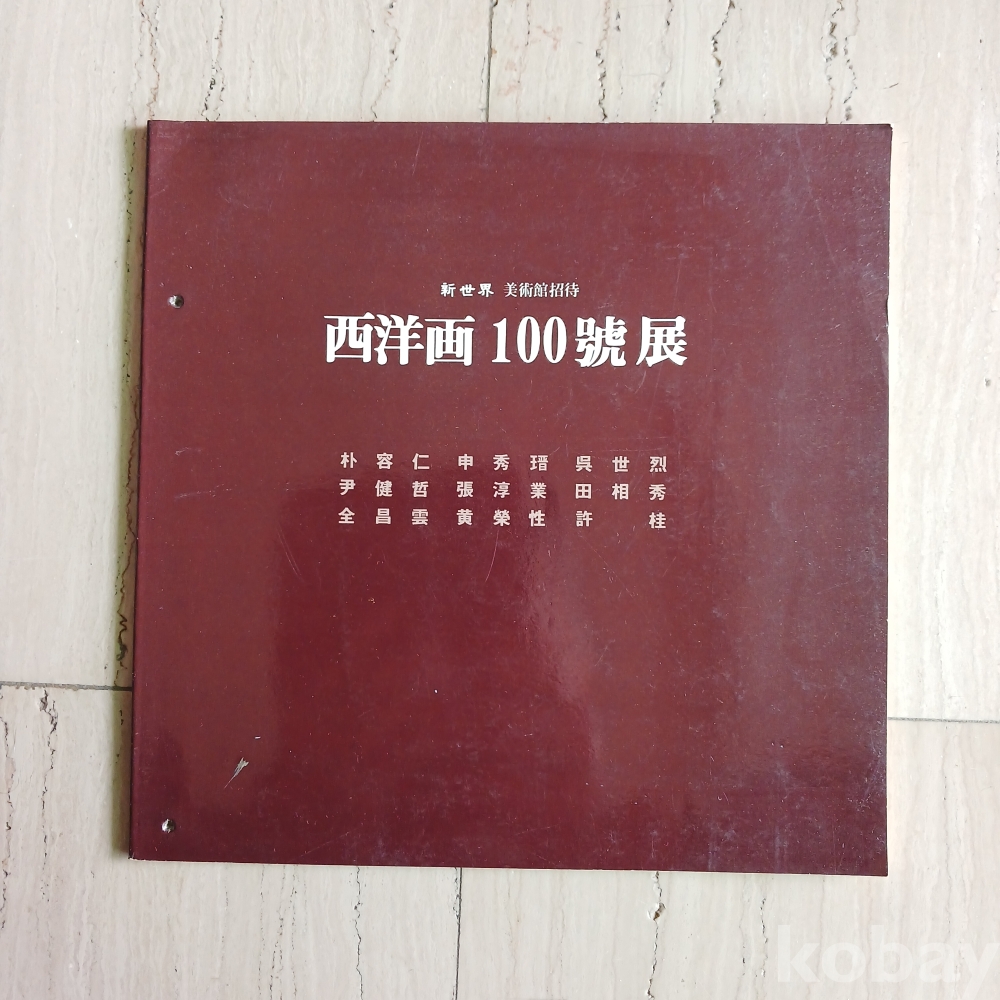 新世界 美術館招待
西洋画 100號展
朴容仁 申秀瑨 吳世烈
尹健哲 張淳業 田相秀
全昌雲 黄榮性 許桂
kobay